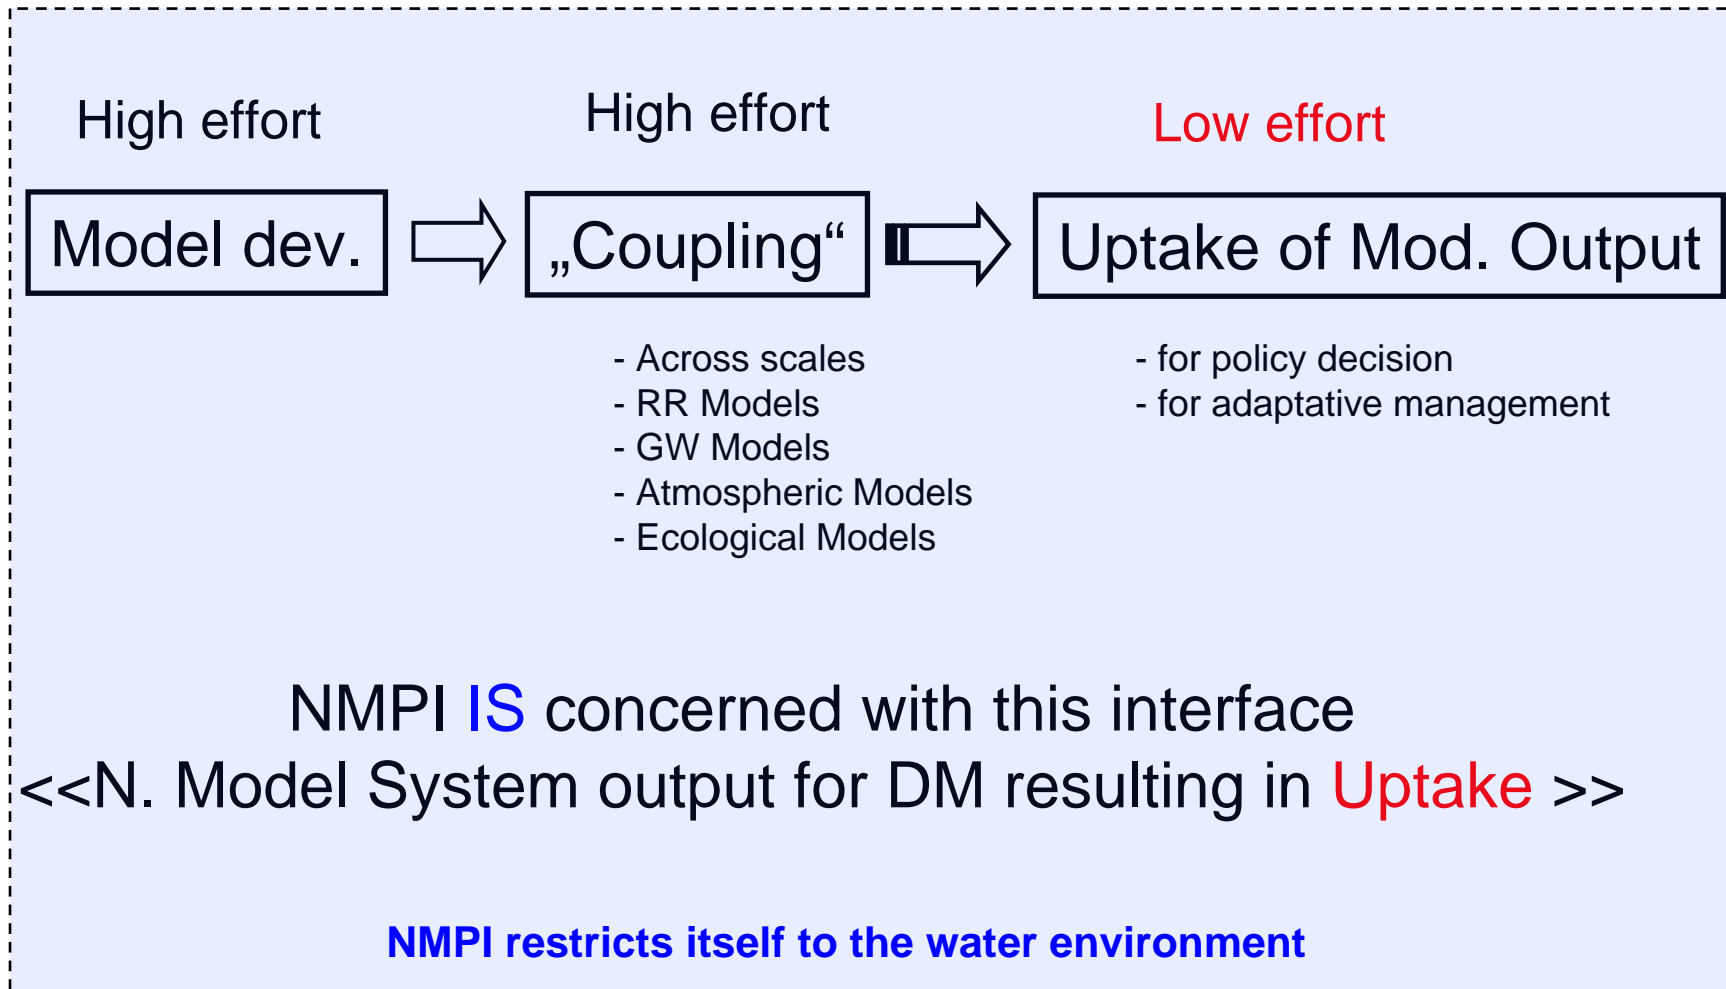 High effort
High effort
Low effort
Model dev.
„Coupling“
Uptake of Mod. Output
- Across scales
- RR Models
- GW Models
- Atmospheric Models
- Ecological Models
- for policy decision
- for adaptative management
NMPI IS concerned with this interface
<<N. Model System output for DM resulting in Uptake >>
NMPI restricts itself to the water environment